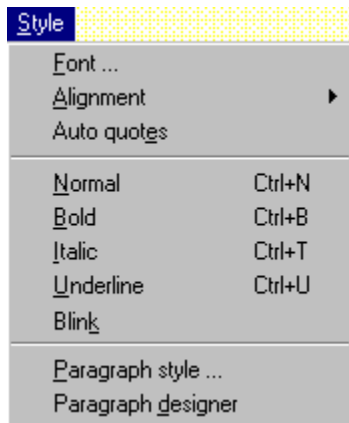 Style
Font ...
Alignment
Auto quotes
Normal Ctrl+N
Bold Ctrl+B
Italic Ctrl+T
Underline Ctrl+U
Blink
Paragraph style ...
Paragraph designer